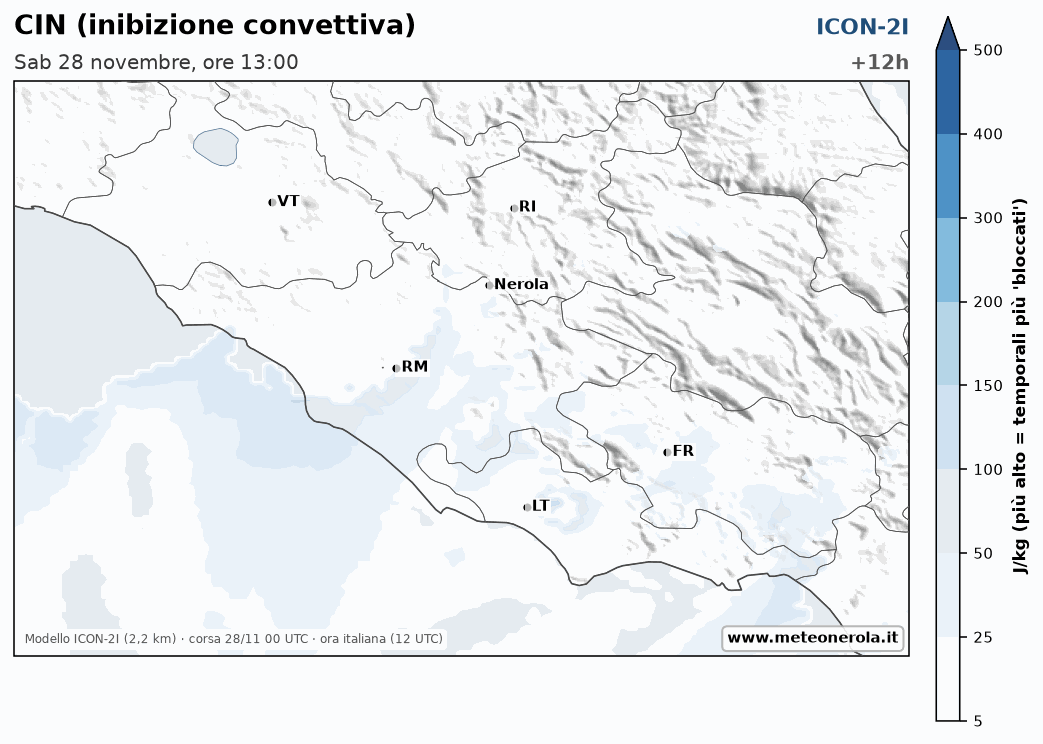 CIN (inibizione convettiva)
ICON-2I
Sab 28 novembre, ore 13:00
+12h
VT
RI
Nerola
RM
FR
LT
Modello ICON-2I (2,2 km) · corsa 28/11 00 UTC · ora italiana (12 UTC)
www.meteonerola.it
500
400
300
200
150
100
50
25
5
J/kg (più alto = temporali più 'bloccati')